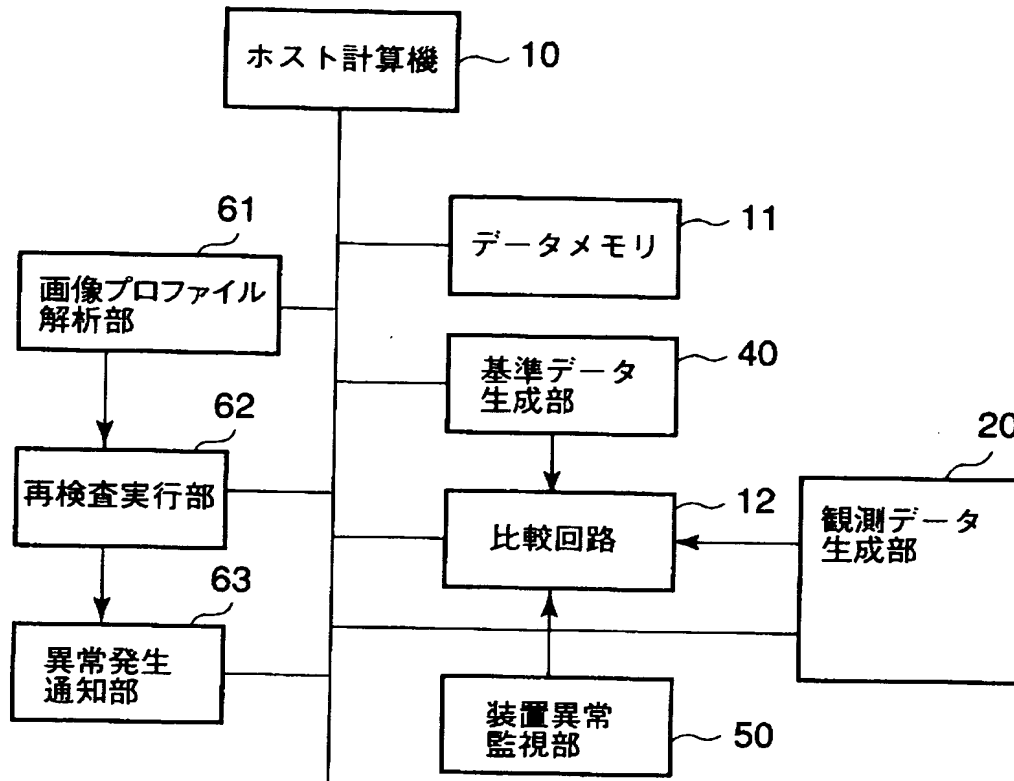 ホスト計算機
10
データメモリ
11
61
画像プロファイル
解析部
基準データ
生成部
40
62
再検査実行部
比較回路
12
20
観測データ
生成部
63
異常発生
通知部
装置異常
監視部
50